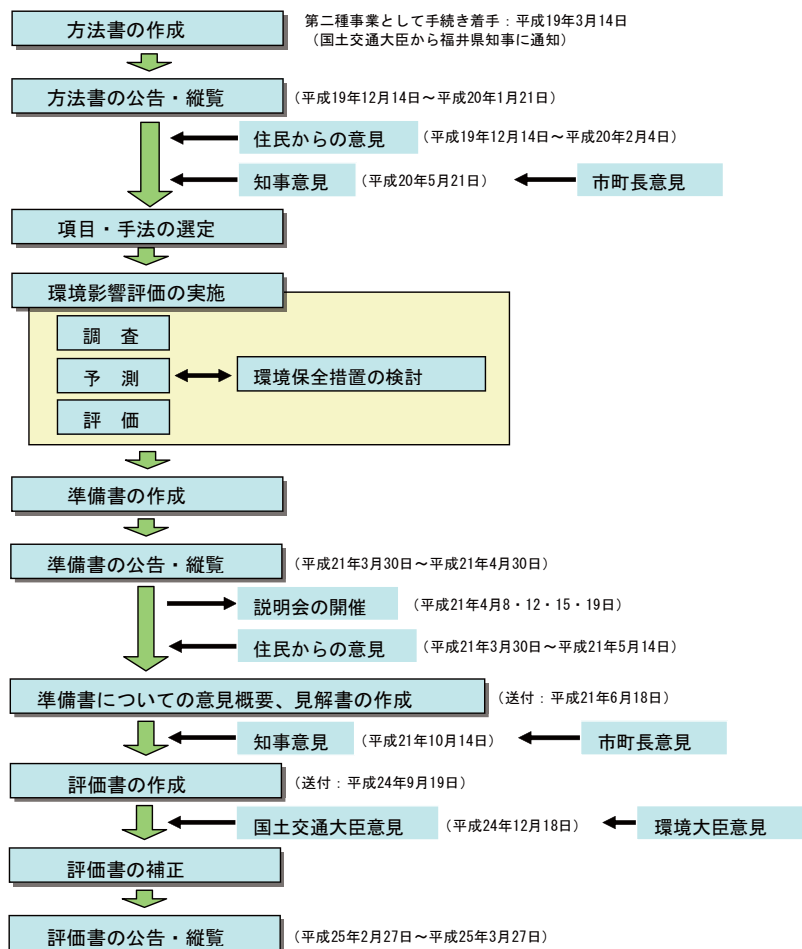 方法書の作成
第二種事業として手続き着手：平成19年3月14日
（国土交通大臣から福井県知事に通知）
方法書の公告・縦覧
（平成19年12月14日～平成20年1月21日）
住民からの意見
（平成19年12月14日～平成20年2月4日）
知事意見
（平成20年5月21日）
市町長意見
項目・手法の選定
環境影響評価の実施
調　査
予　測
環境保全措置の検討
評　価
準備書の作成
準備書の公告・縦覧
（平成21年3月30日～平成21年4月30日）
説明会の開催
（平成21年4月8・12・15・19日）
住民からの意見
（平成21年3月30日～平成21年5月14日）
準備書についての意見概要、見解書の作成
（送付：平成21年6月18日）
知事意見
（平成21年10月14日）
市町長意見
評価書の作成
（送付：平成24年9月19日）
国土交通大臣意見
（平成24年12月18日）
環境大臣意見
評価書の補正
評価書の公告・縦覧
（平成25年2月27日～平成25年3月27日）